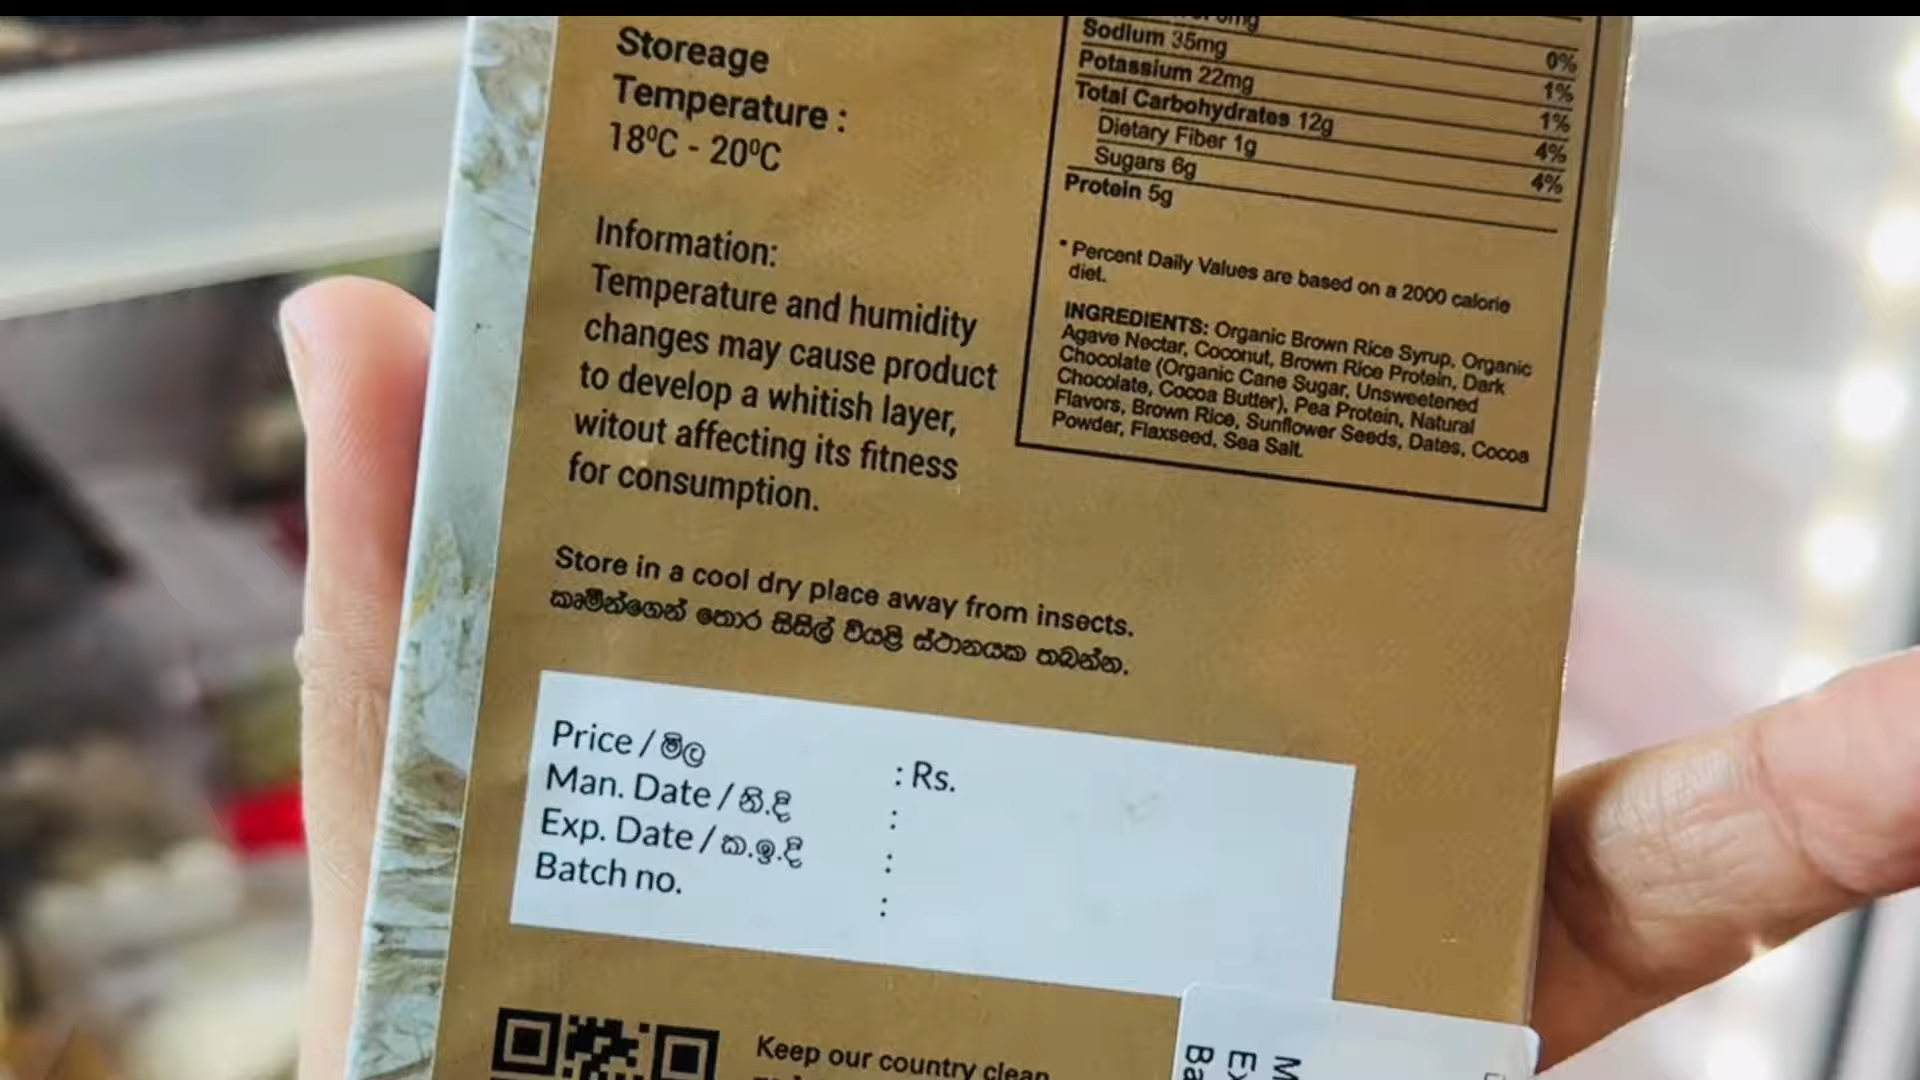 Storeage
Temperature :
18⁰C - 20⁰C
Information:
Temperature and humidity
changes may cause product
to develop a whitish layer,
witout affecting its fitness
for consumption.
0mg 0%
Sodium 35mg 1%
Potassium 22mg 1%
Total Carbohydrates 12g 4%
Dietary Fiber 1g 4%
Sugars 6g
Protein 5g
* Percent Daily Values are based on a 2000 calorie
diet.
INGREDIENTS: Organic Brown Rice Syrup, Organic
Agave Nectar, Coconut, Brown Rice Protein, Dark
Chocolate (Organic Cane Sugar, Unsweetened
Chocolate, Cocoa Butter), Pea Protein, Natural
Flavors, Brown Rice, Sunflower Seeds, Dates, Cocoa
Powder, Flaxseed, Sea Salt.
Store in a cool dry place away from insects.
කෘමීන්ගෙන් තොර සිසිල් වියළි ස්ථානයක තබන්න.
Price / මිල : Rs.
Man. Date / නි.දි :
Exp. Date / ක.ඉ.දි :
Batch no. :
Keep our country clean